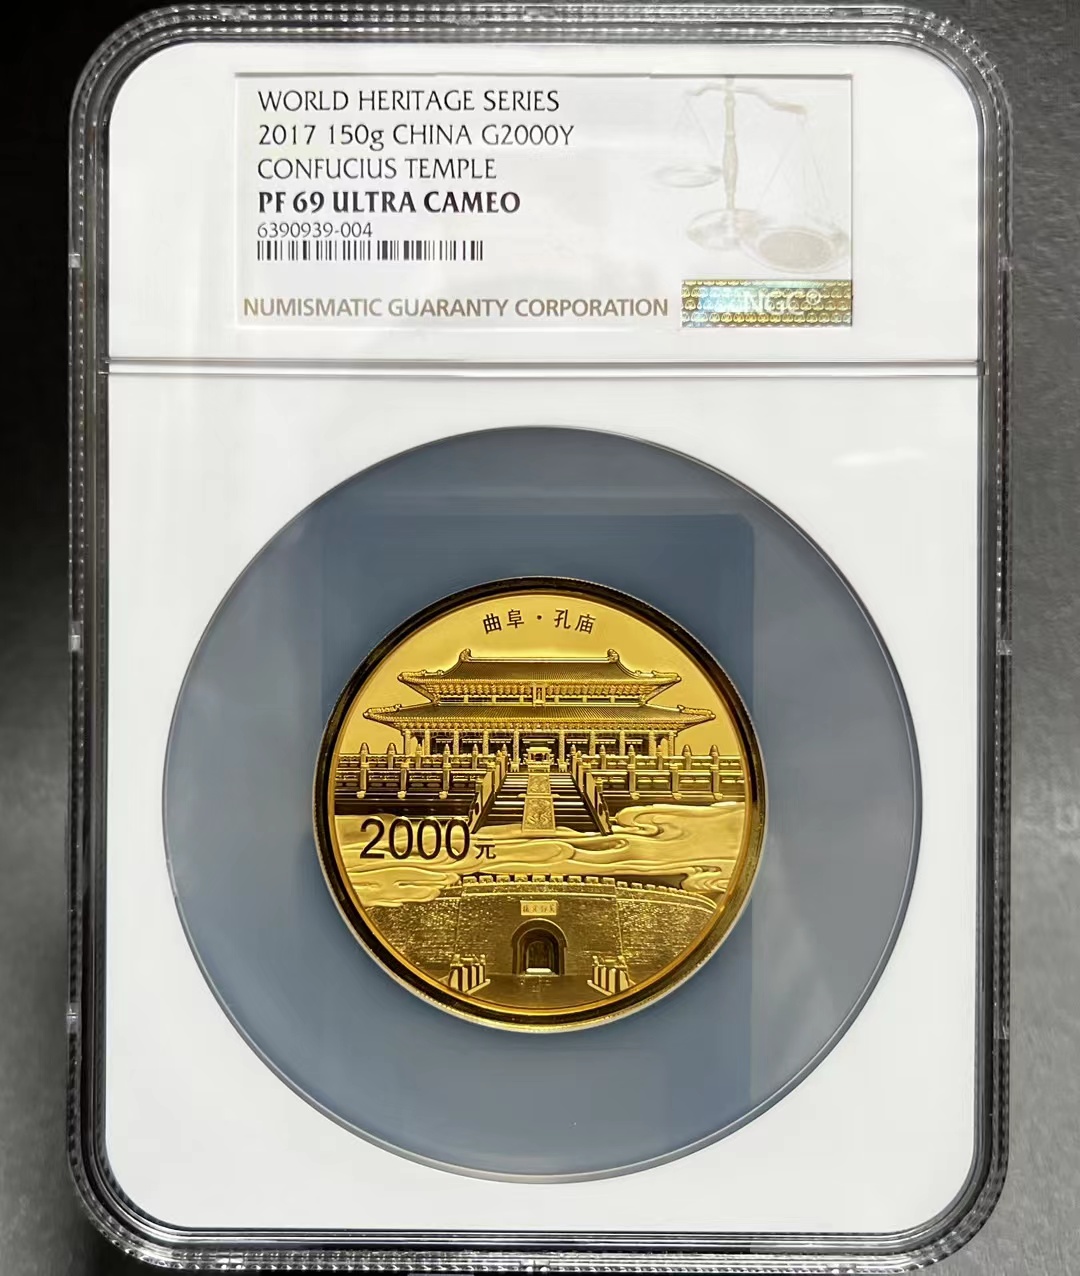 WORLD HERITAGE SERIES
2017 150g CHINA G2000Y
CONFUCIUS TEMPLE
PF 69 ULTRA CAMEO
6390939-004
NUMISMATIC GUARANTY CORPORATION
NGC®
曲阜·孔庙
2000元